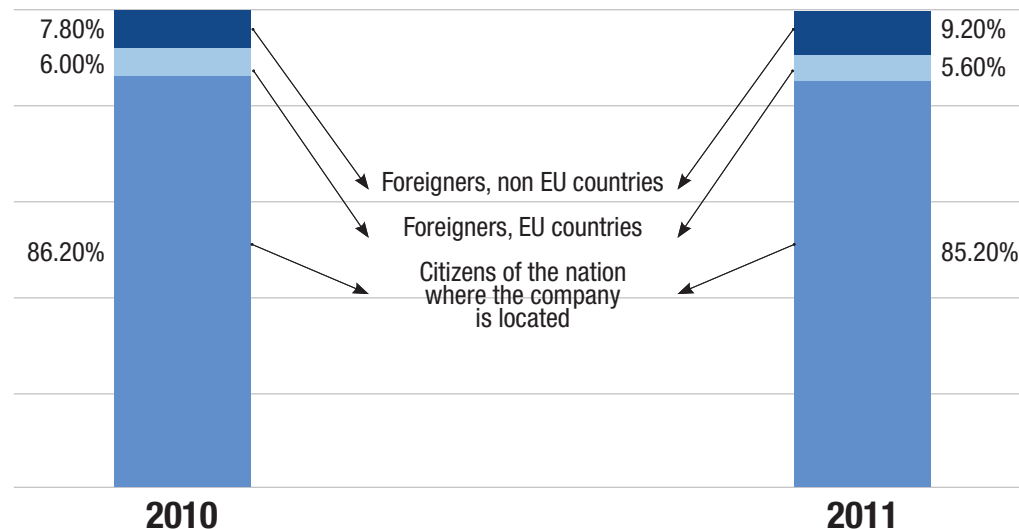 7.80%
9.20%
6.00%
5.60%
Foreigners, non EU countries
Foreigners, EU countries
86.20%
85.20%
Citizens of the nation
where the company
is located
2010
2011